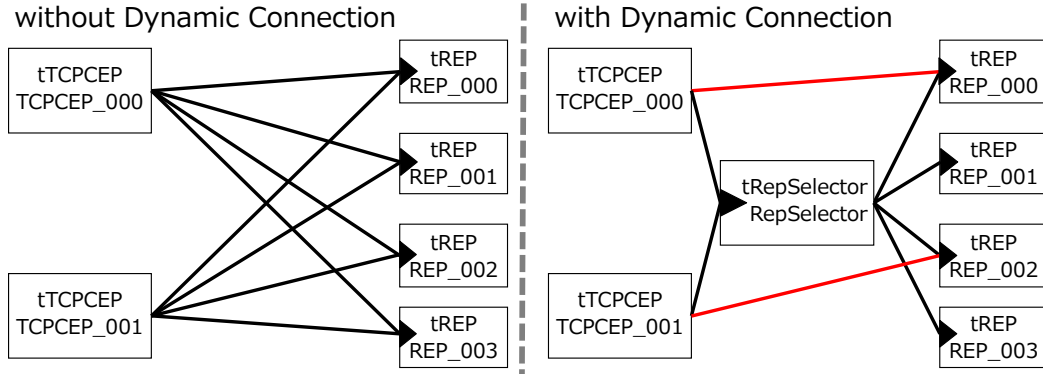 without Dynamic Connection
tTCPCEP
TCPCEP_000
tTCPCEP
TCPCEP_001
tREP
REP_000
tREP
REP_001
tREP
REP_002
tREP
REP_003
with Dynamic Connection
tTCPCEP
TCPCEP_000
tTCPCEP
TCPCEP_001
tRepSelector
RepSelector
tREP
REP_000
tREP
REP_001
tREP
REP_002
tREP
REP_003